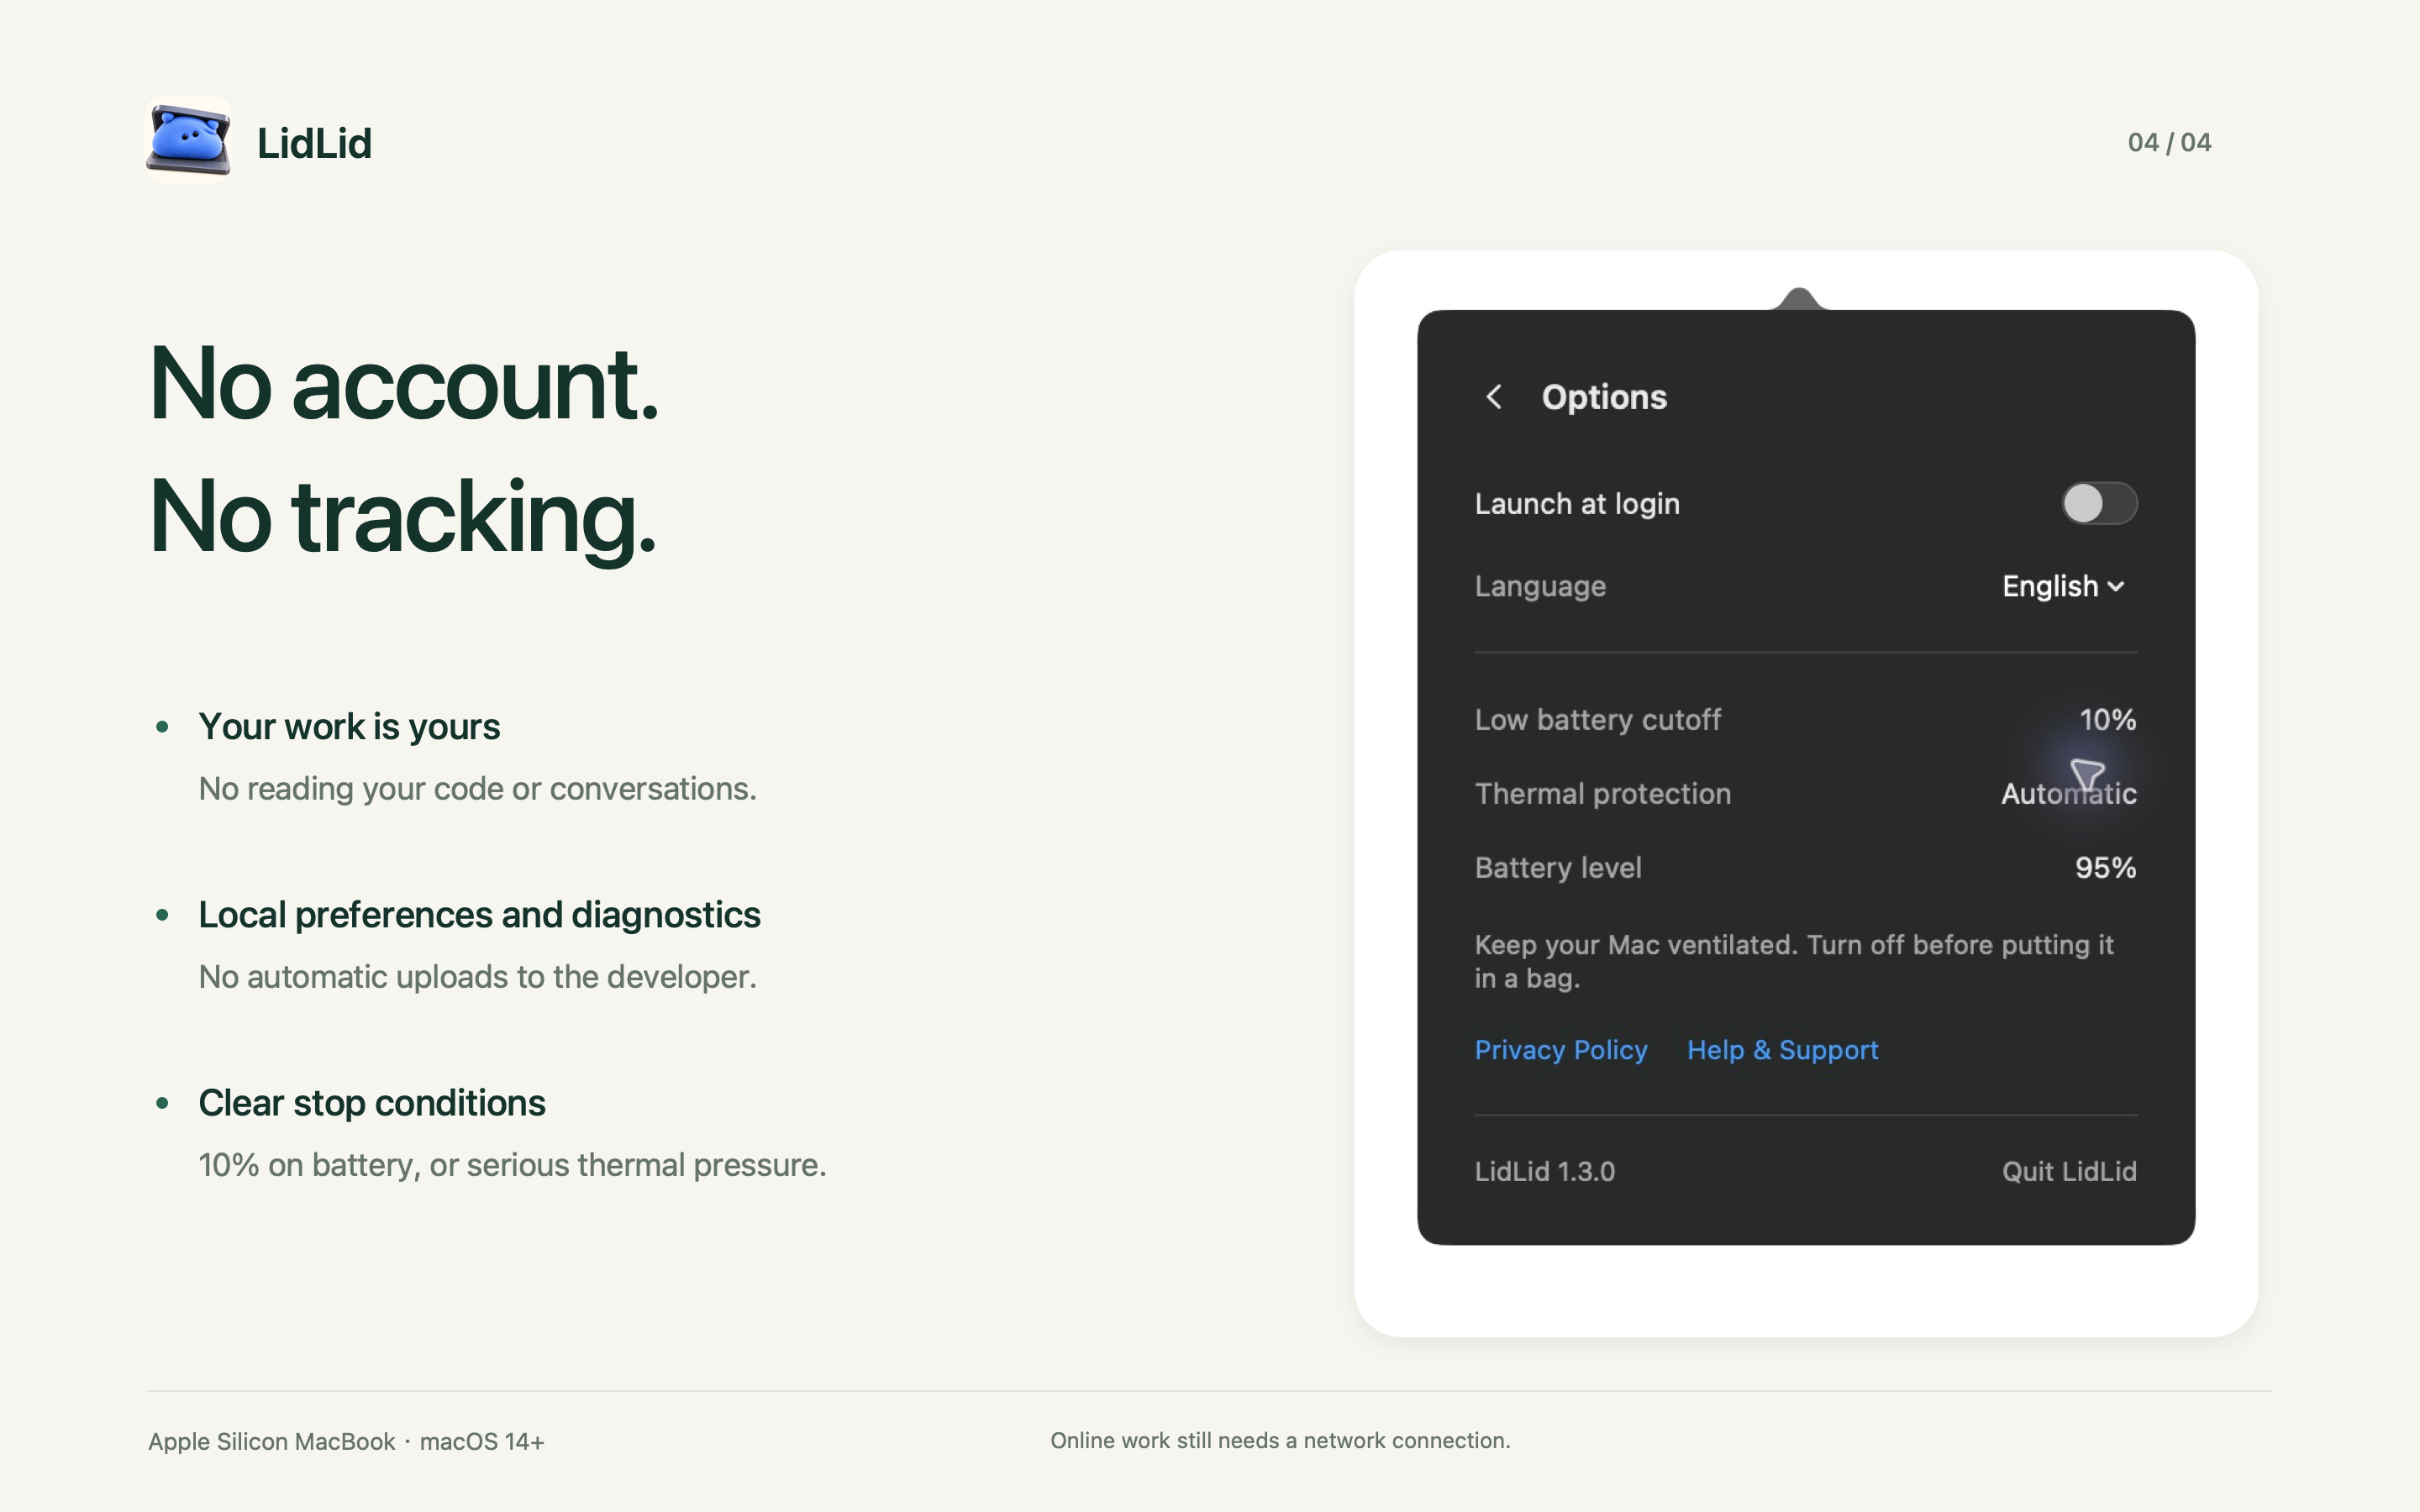 LidLid
04 / 04
No account.
No tracking.
Your work is yours
No reading your code or conversations.
Local preferences and diagnostics
No automatic uploads to the developer.
Clear stop conditions
10% on battery, or serious thermal pressure.
Options
Launch at login
Language English
Low battery cutoff 10%
Thermal protection Automatic
Battery level 95%
Keep your Mac ventilated. Turn off before putting it
in a bag.
Privacy Policy Help & Support
LidLid 1.3.0 Quit LidLid
Apple Silicon MacBook · macOS 14+
Online work still needs a network connection.